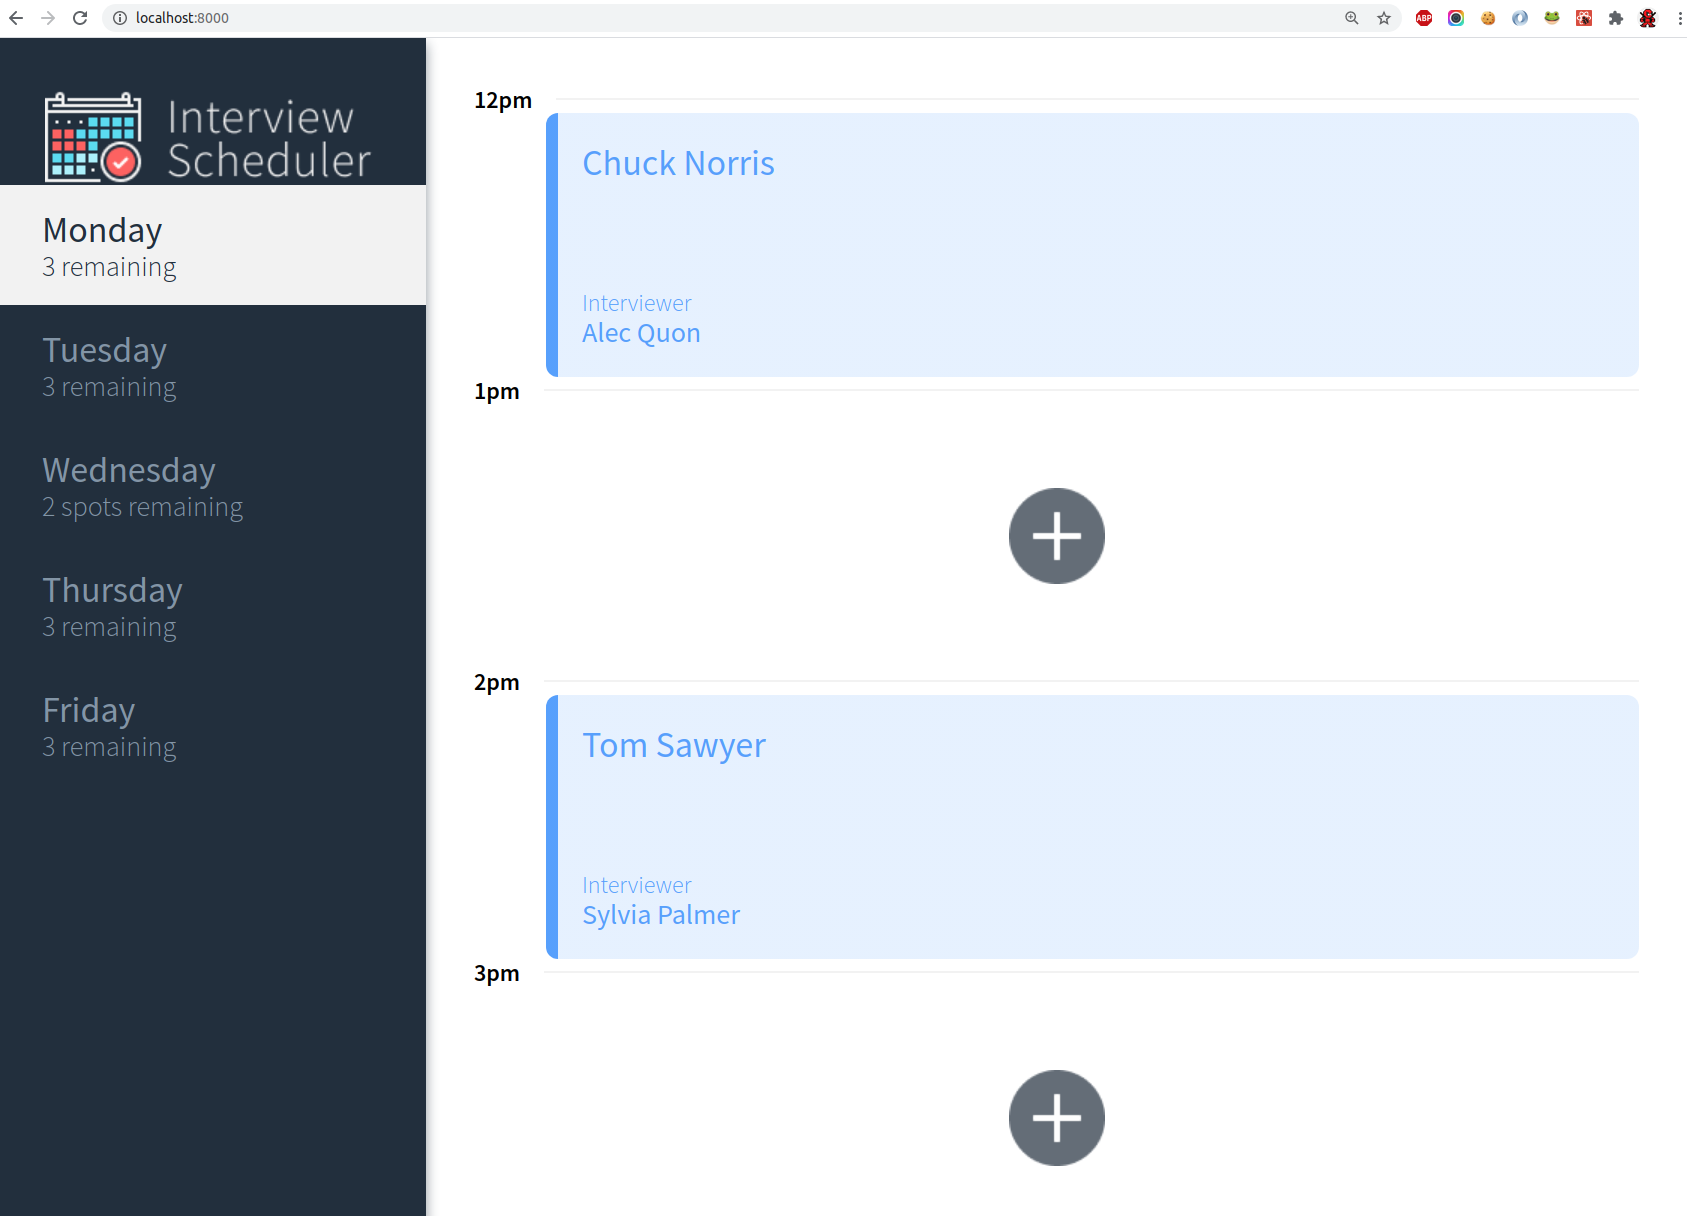 localhost:8000
ABP
Interview
Scheduler
Monday
3 remaining
Tuesday
3 remaining
Wednesday
2 spots remaining
Thursday
3 remaining
Friday
3 remaining
12pm
Chuck Norris
Interviewer
Alec Quon
1pm
2pm
Tom Sawyer
Interviewer
Sylvia Palmer
3pm